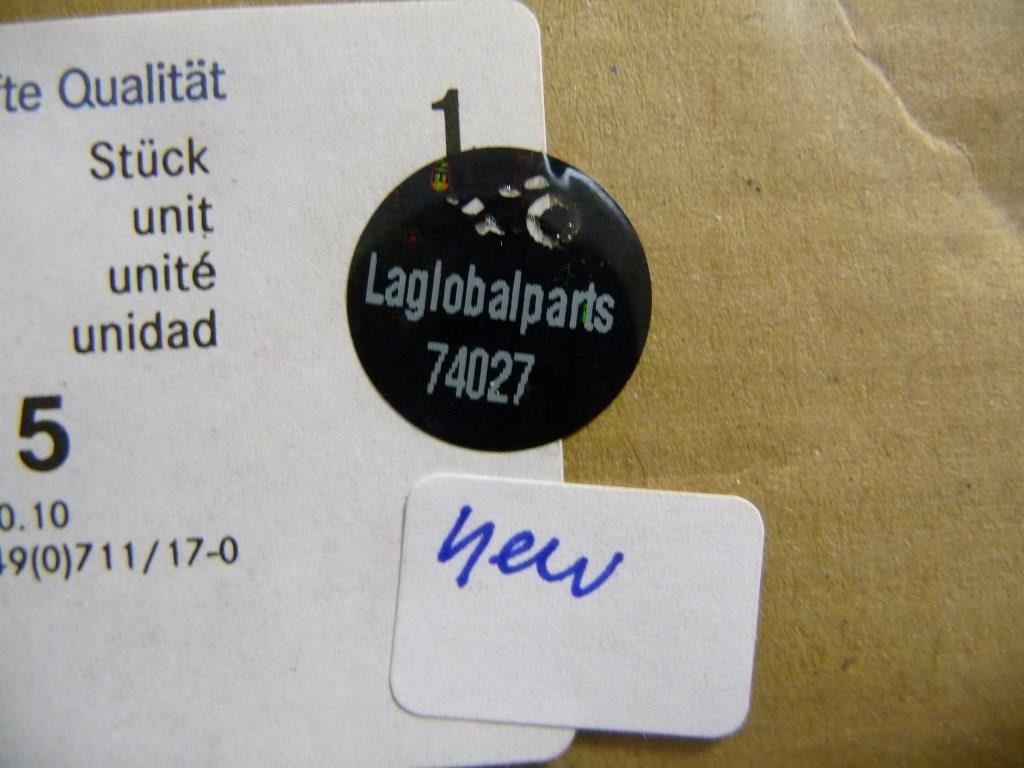 fte Qualität
1
Stück
unit
unité
unidad
5
0.10
49(0)711/17-0
Laglobalparts
74027
new